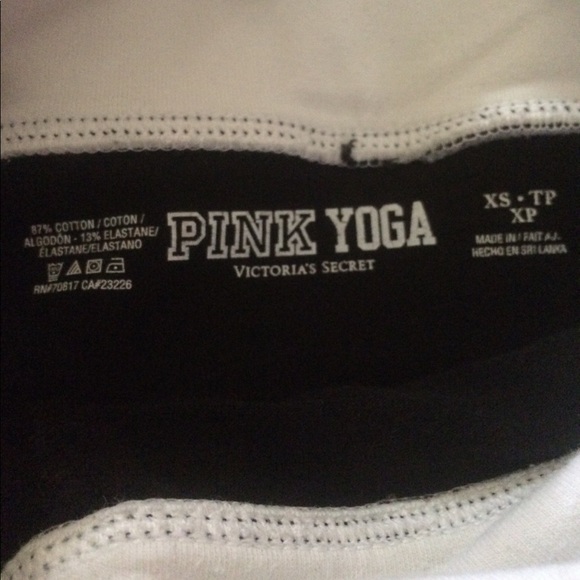 87% COTTON / COTON /
ALGODÓN - 13% ELASTANE/
ÉLASTANE/ELASTANO
RN#70817 CA#23226
PINK YOGA
VICTORIA'S SECRET
XS • TP
XP
MADE IN / FAIT AU
HECHO EN SRI LANKA